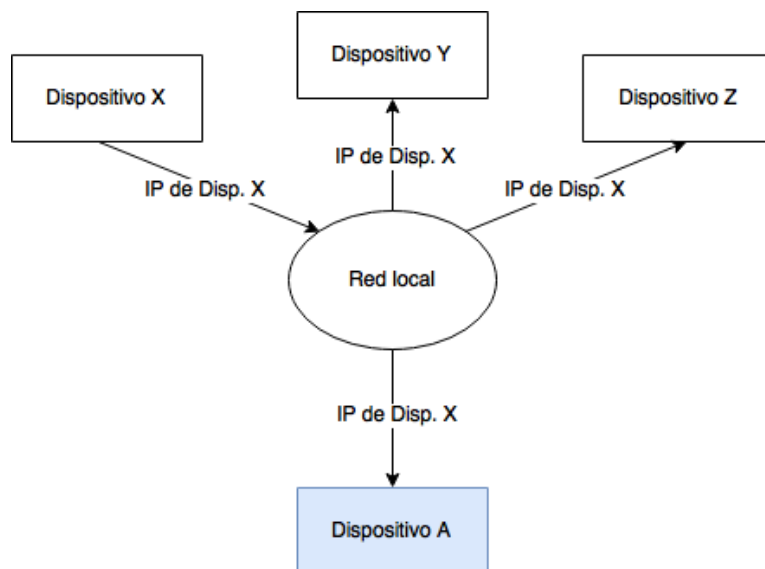 Dispositivo Y
Dispositivo X
Dispositivo Z
IP de Disp. X
IP de Disp. X
IP de Disp. X
Red local
IP de Disp. X
Dispositivo A